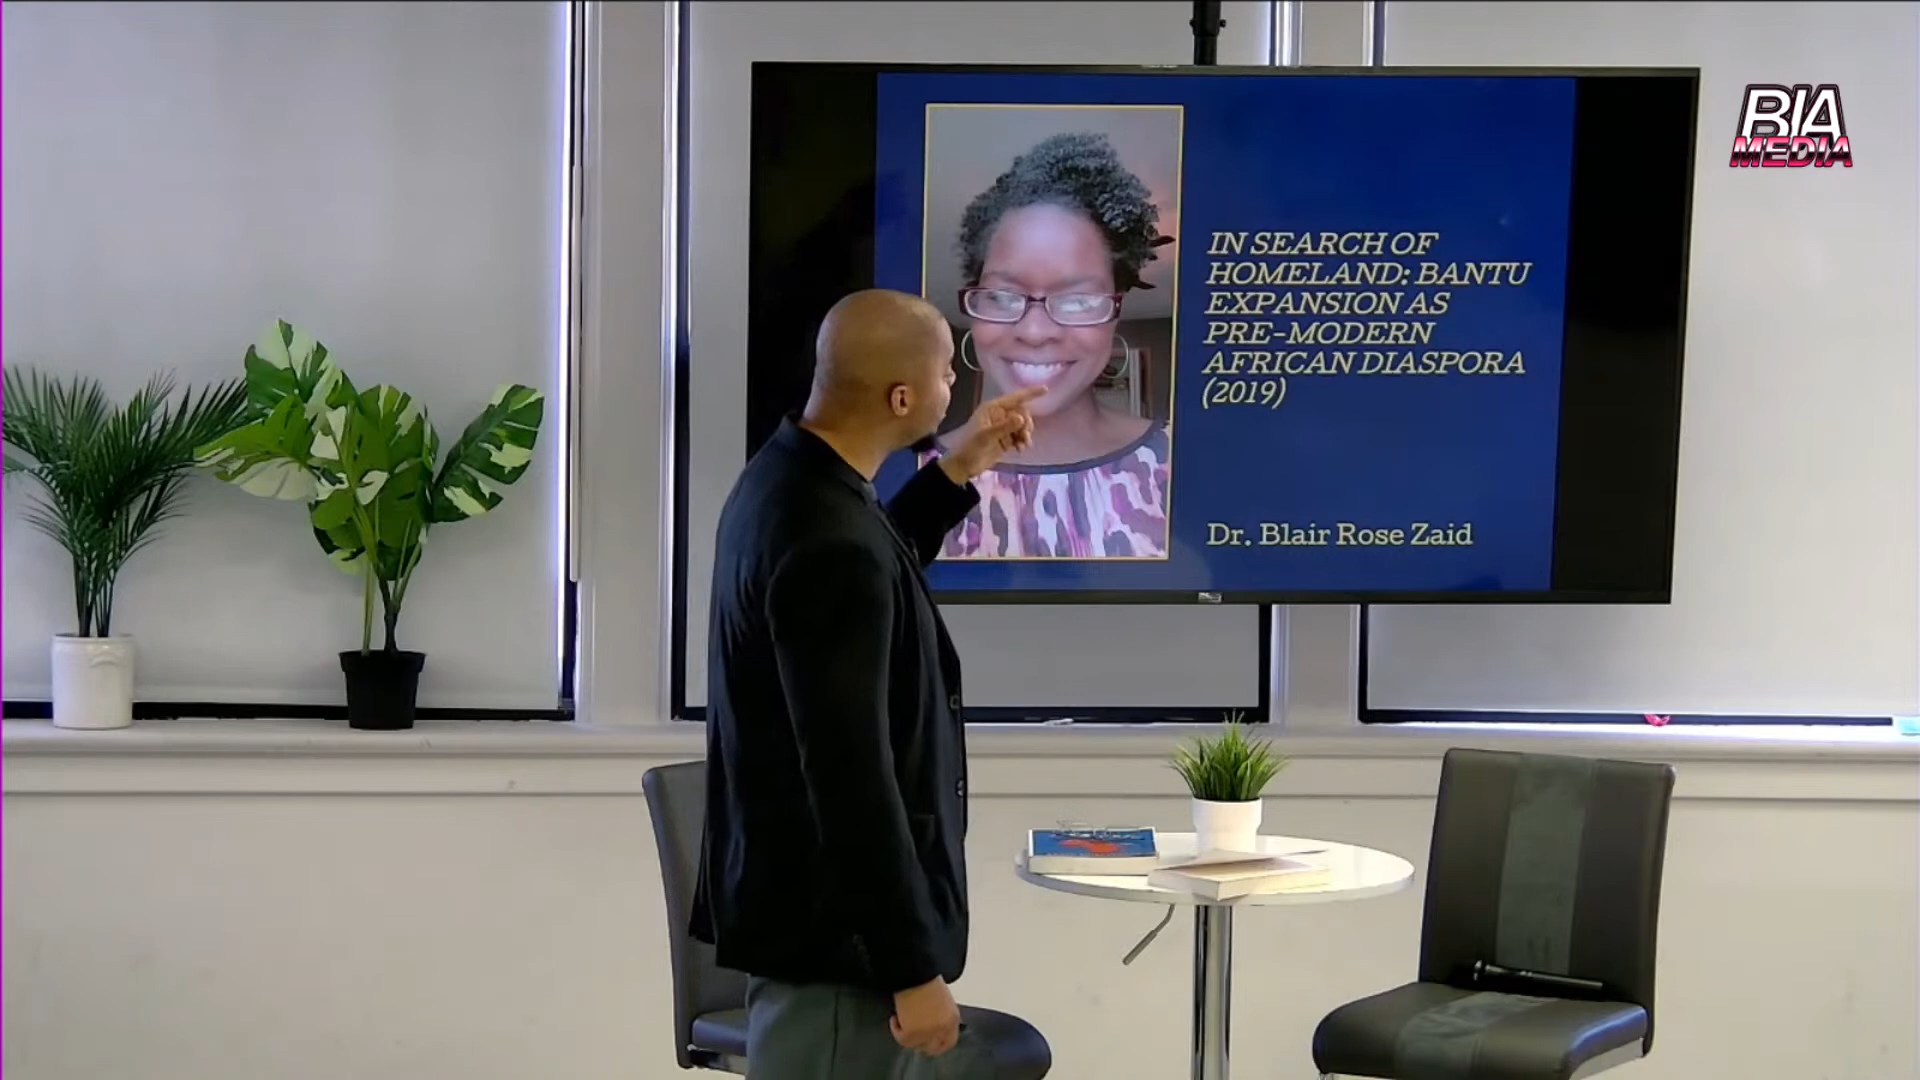 BIA
MEDIA
IN SEARCH OF
HOMELAND: BANTU
EXPANSION AS
PRE-MODERN
AFRICAN DIASPORA
(2019)
Dr. Blair Rose Zaid